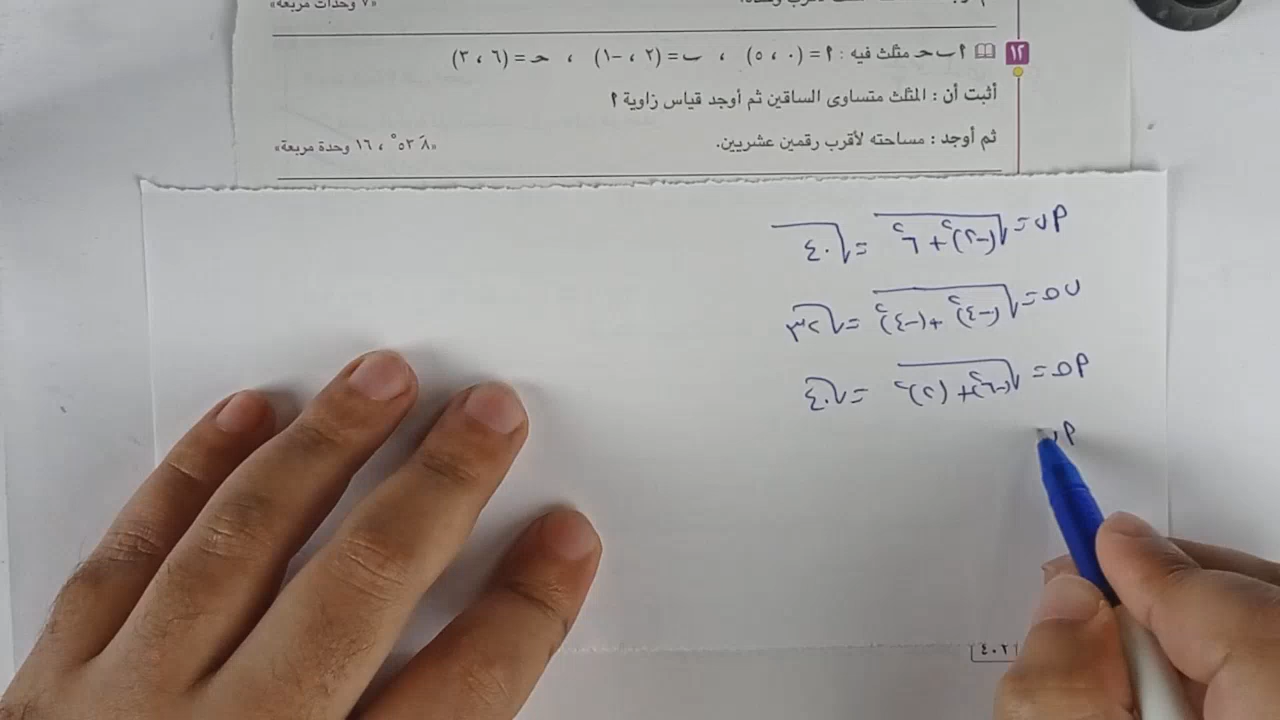 «٧ وحدات مربعة»
١٢ أ ب حـ مثلث فيه : أ = (٠ ، ٥) ، ب = (٢ ، -١) ، حـ = (٦ ، ٣)
أثبت أن : المثلث متساوى الساقين ثم أوجد قياس زاوية أ
ثم أوجد : مساحته لأقرب رقمين عشريين. «٨ َ ٥٣ ° ، ١٦ وحدة مربعة»
أب = √((-٢)² + ٦²) = √٤٠
ب حـ = √((-٤)² + (-٤)²) = √٣٢
أحـ = √((-٦)² + (٢)²) = √٤٠
أب
٤٠٢